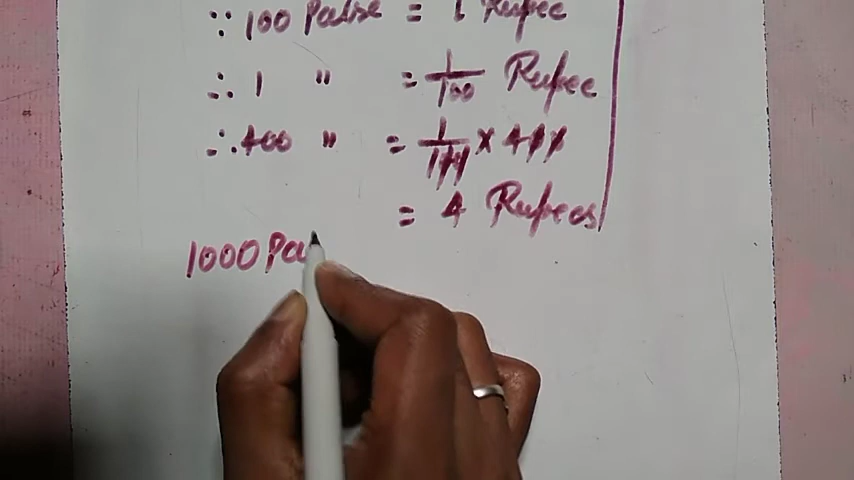 ∵ 100 Paise = 1 Rupee
∴ 1 " = 1/100 Rupee
∴ 400 " = 1/100 × 400
= 4 Rupees
1000 Pa